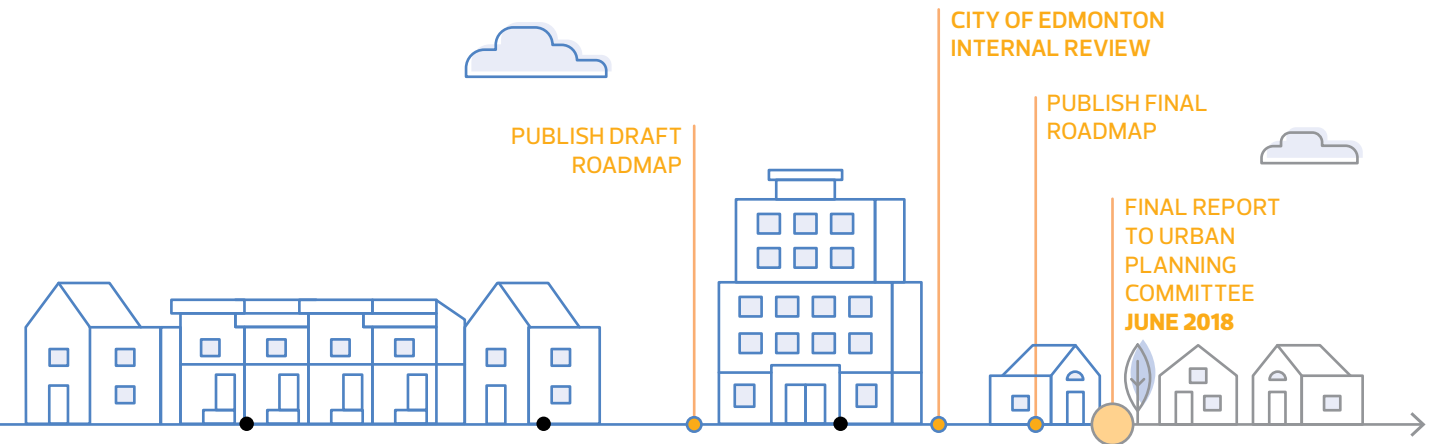 PUBLISH DRAFT
ROADMAP
CITY OF EDMONTON
INTERNAL REVIEW
PUBLISH FINAL
ROADMAP
FINAL REPORT
TO URBAN
PLANNING
COMMITTEE
JUNE 2018